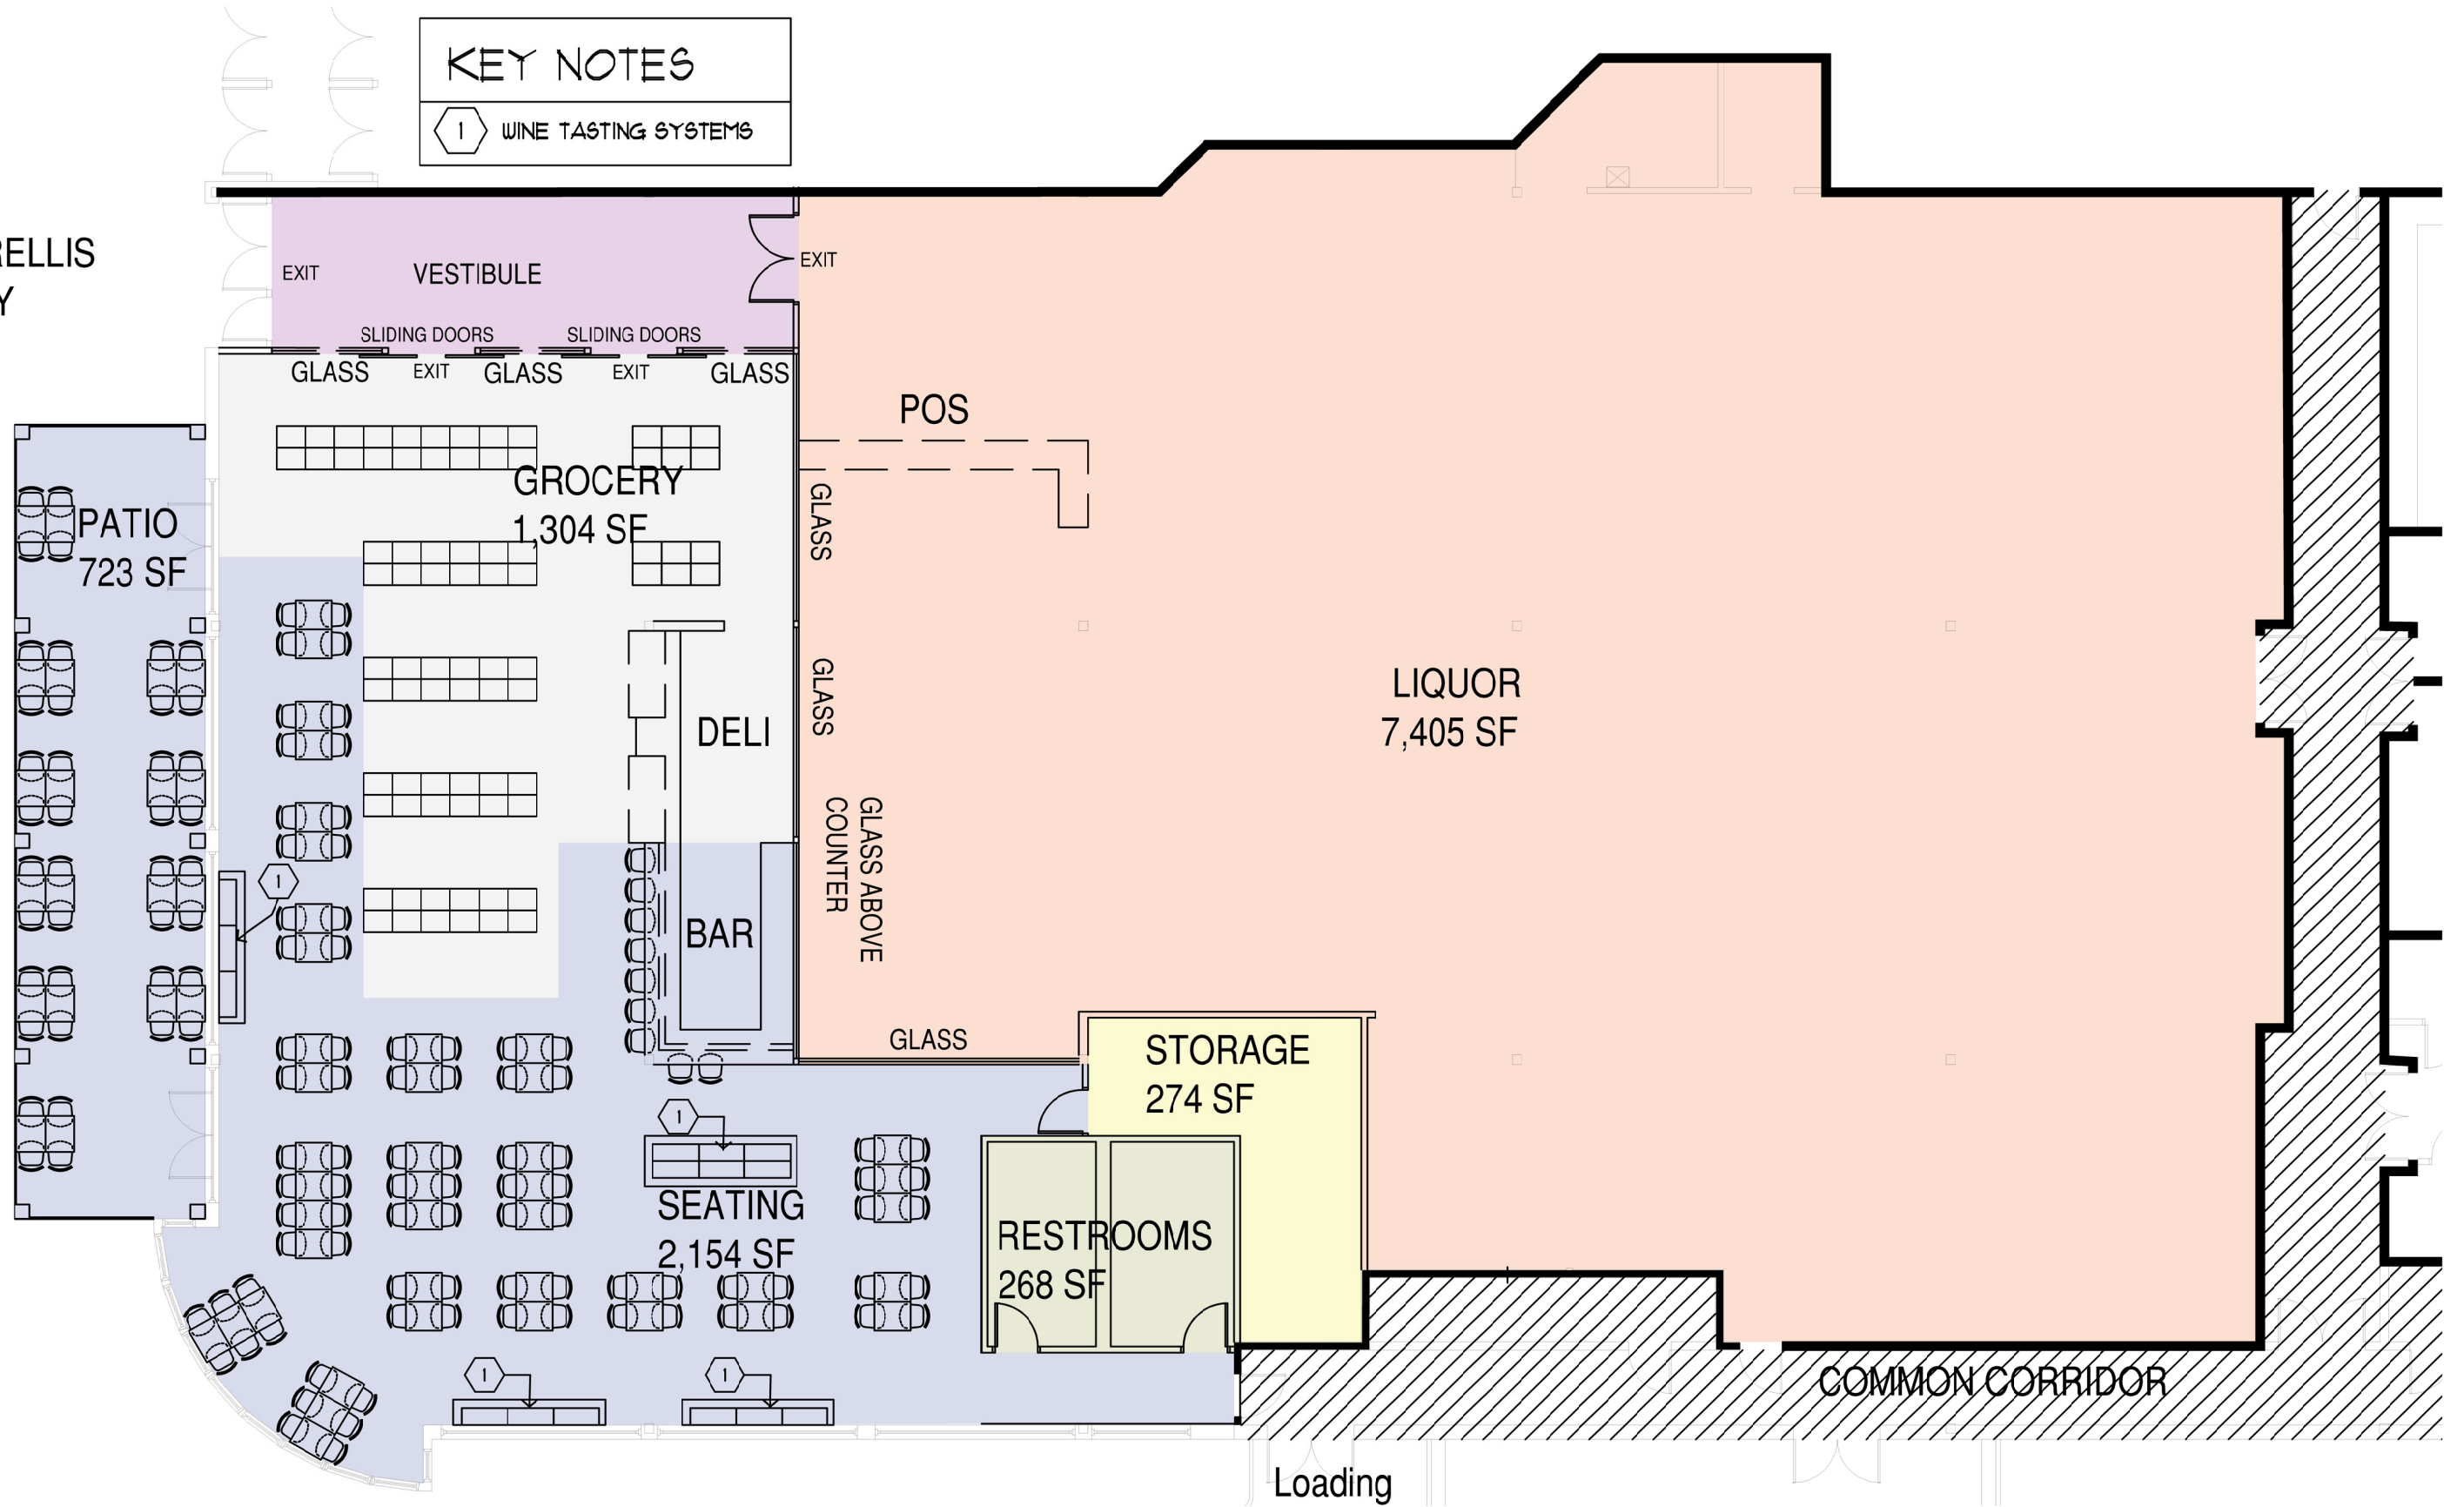 KEY NOTES
1 WINE TASTING SYSTEMS
RELLIS
Y
EXIT
VESTIBULE
EXIT
SLIDING DOORS
SLIDING DOORS
GLASS
EXIT
GLASS
EXIT
GLASS
POS
GROCERY
1,304 SF
GLASS
PATIO
723 SF
GLASS
LIQUOR
7,405 SF
DELI
GLASS ABOVE
COUNTER
1
BAR
GLASS
STORAGE
274 SF
1
SEATING
2,154 SF
RESTROOMS
268 SF
1
1
COMMON CORRIDOR
Loading